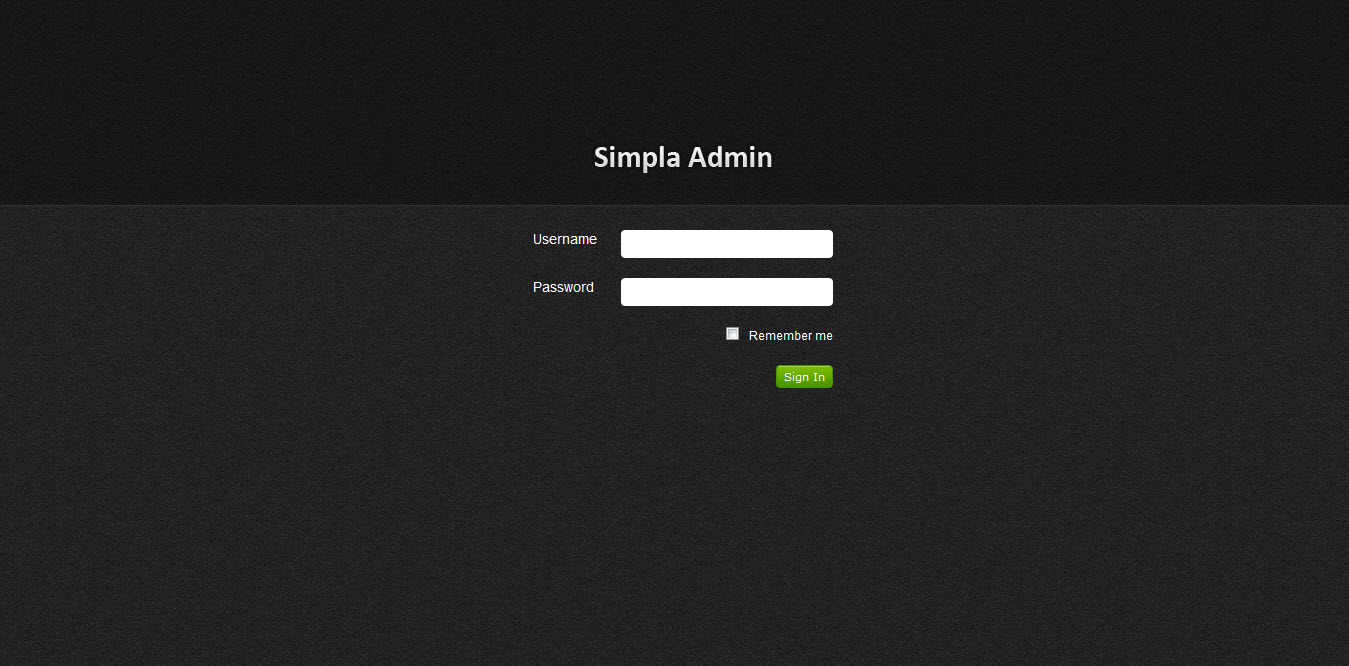 Simpla Admin
Username
Password
Remember me
Sign In